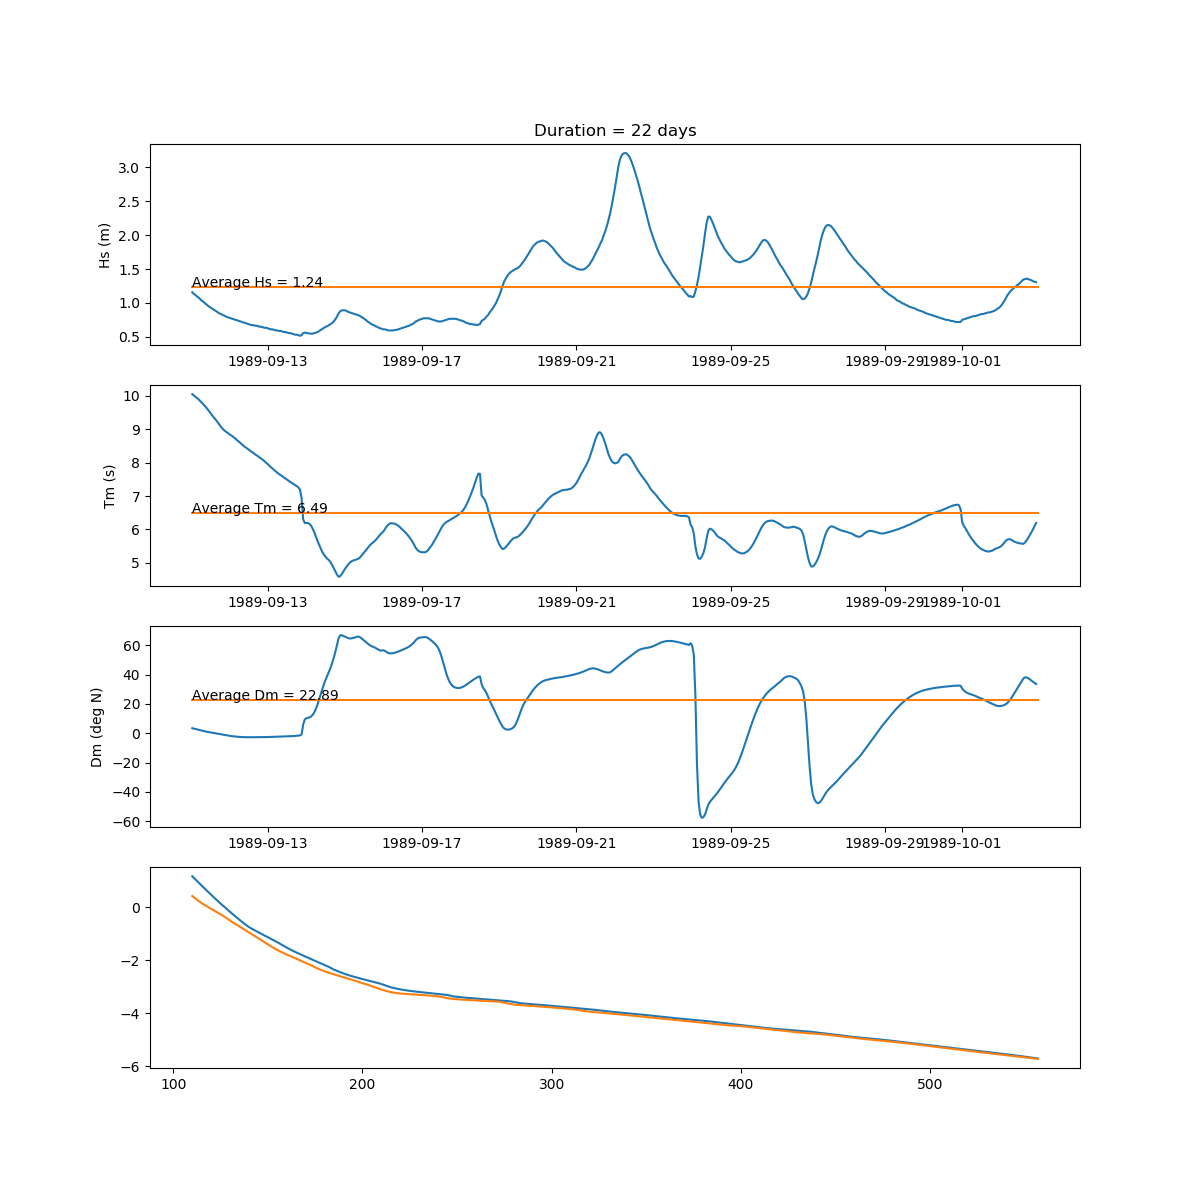 Duration = 22 days
3.0
2.5
2.0
1.5
1.0
0.5
Hs (m)
Average Hs = 1.24
1989-09-13 1989-09-17 1989-09-21 1989-09-25 1989-09-29 1989-10-01
10
9
8
7
6
5
Tm (s)
Average Tm = 6.49
1989-09-13 1989-09-17 1989-09-21 1989-09-25 1989-09-29 1989-10-01
60
40
20
0
−20
−40
−60
Dm (deg N)
Average Dm = 22.89
1989-09-13 1989-09-17 1989-09-21 1989-09-25 1989-09-29 1989-10-01
0
−2
−4
−6
100 200 300 400 500